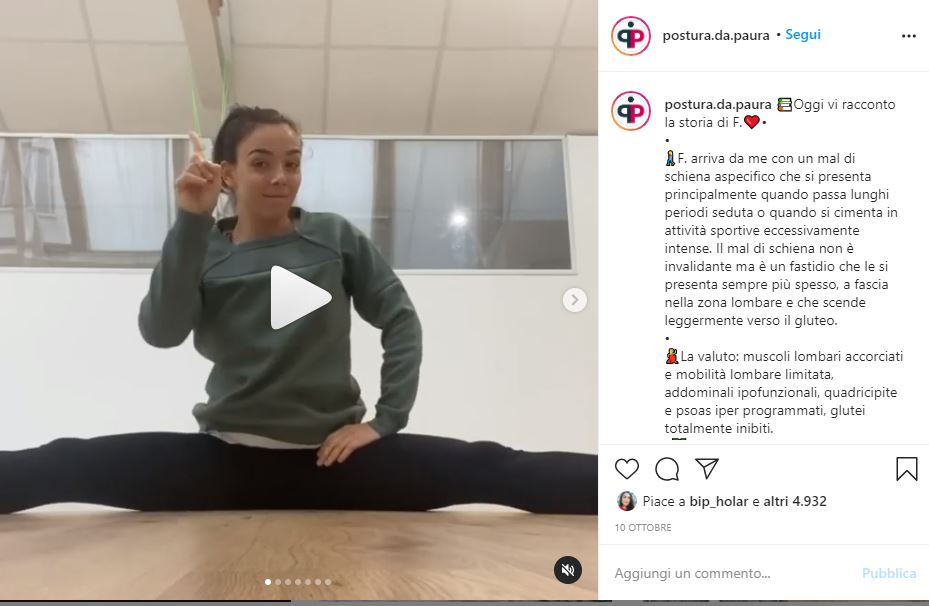 postura.da.paura • Segui
postura.da.paura 📚Oggi vi racconto
la storia di F.❤️•
•
🧍‍♀️F. arriva da me con un mal di
schiena aspecifico che si presenta
principalmente quando passa lunghi
periodi seduta o quando si cimenta in
attività sportive eccessivamente
intense. Il mal di schiena non è
invalidante ma è un fastidio che le si
presenta sempre più spesso, a fascia
nella zona lombare e che scende
leggermente verso il gluteo.
•
💃La valuto: muscoli lombari accorciati
e mobilità lombare limitata,
addominali ipofunzionali, quadricipite
e psoas iper programmati, glutei
totalmente inibiti.
Piace a bip_holar e altri 4.932
10 OTTOBRE
Aggiungi un commento... Pubblica